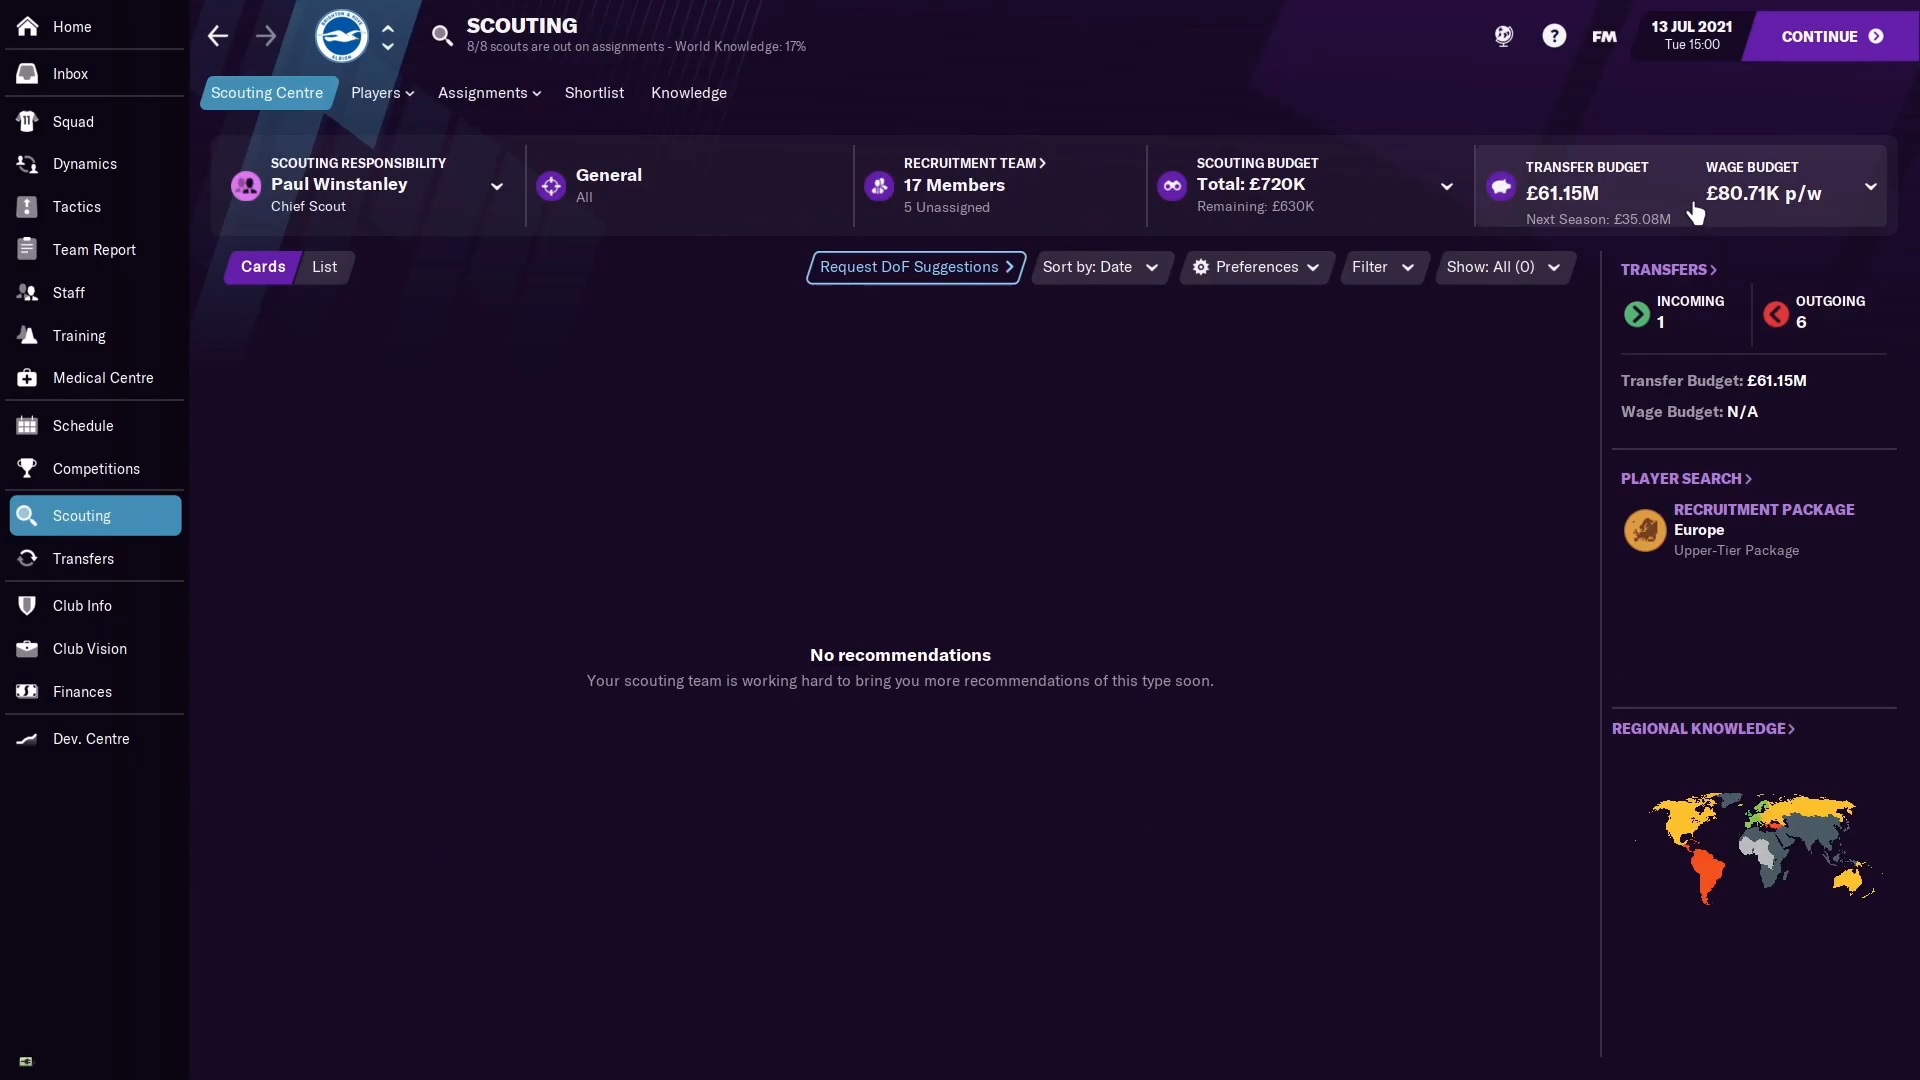 Home
Inbox
Squad
Dynamics
Tactics
Team Report
Staff
Training
Medical Centre
Schedule
Competitions
Scouting
Transfers
Club Info
Club Vision
Finances
Dev. Centre
SCOUTING
8/8 scouts are out on assignments - World Knowledge: 17%
FM
13 JUL 2021
Tue 15:00
CONTINUE
Scouting Centre
Players
Assignments
Shortlist
Knowledge
SCOUTING RESPONSIBILITY
Paul Winstanley
Chief Scout
General
All
RECRUITMENT TEAM
17 Members
5 Unassigned
SCOUTING BUDGET
Total: £720K
Remaining: £630K
TRANSFER BUDGET
£61.15M
Next Season: £35.08M
WAGE BUDGET
£80.71K p/w
Cards
List
Request DoF Suggestions
Sort by: Date
Preferences
Filter
Show: All (0)
No recommendations
Your scouting team is working hard to bring you more recommendations of this type soon.
TRANSFERS
INCOMING
1
OUTGOING
6
Transfer Budget: £61.15M
Wage Budget: N/A
PLAYER SEARCH
RECRUITMENT PACKAGE
Europe
Upper-Tier Package
REGIONAL KNOWLEDGE